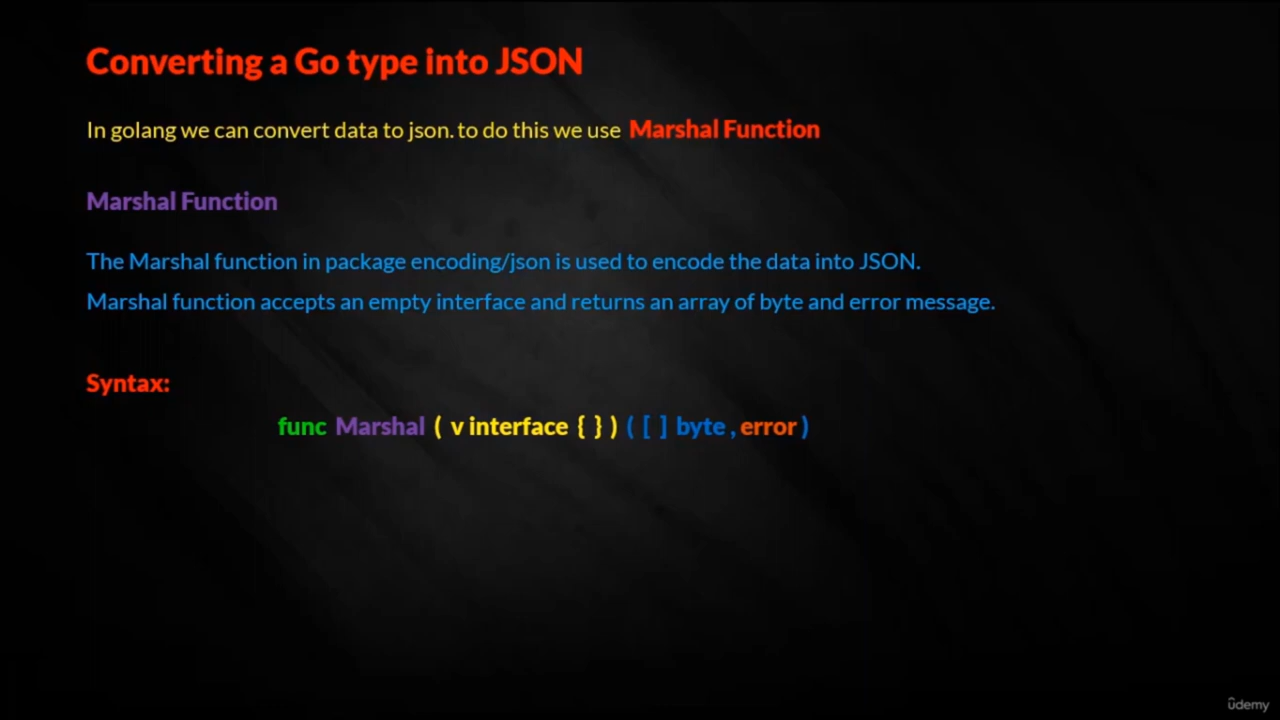 Converting a Go type into JSON
In golang we can convert data to json. to do this we use Marshal Function
Marshal Function
The Marshal function in package encoding/json is used to encode the data into JSON.
Marshal function accepts an empty interface and returns an array of byte and error message.
Syntax:
func Marshal ( v interface { } ) ( [ ] byte , error )
ûdemy